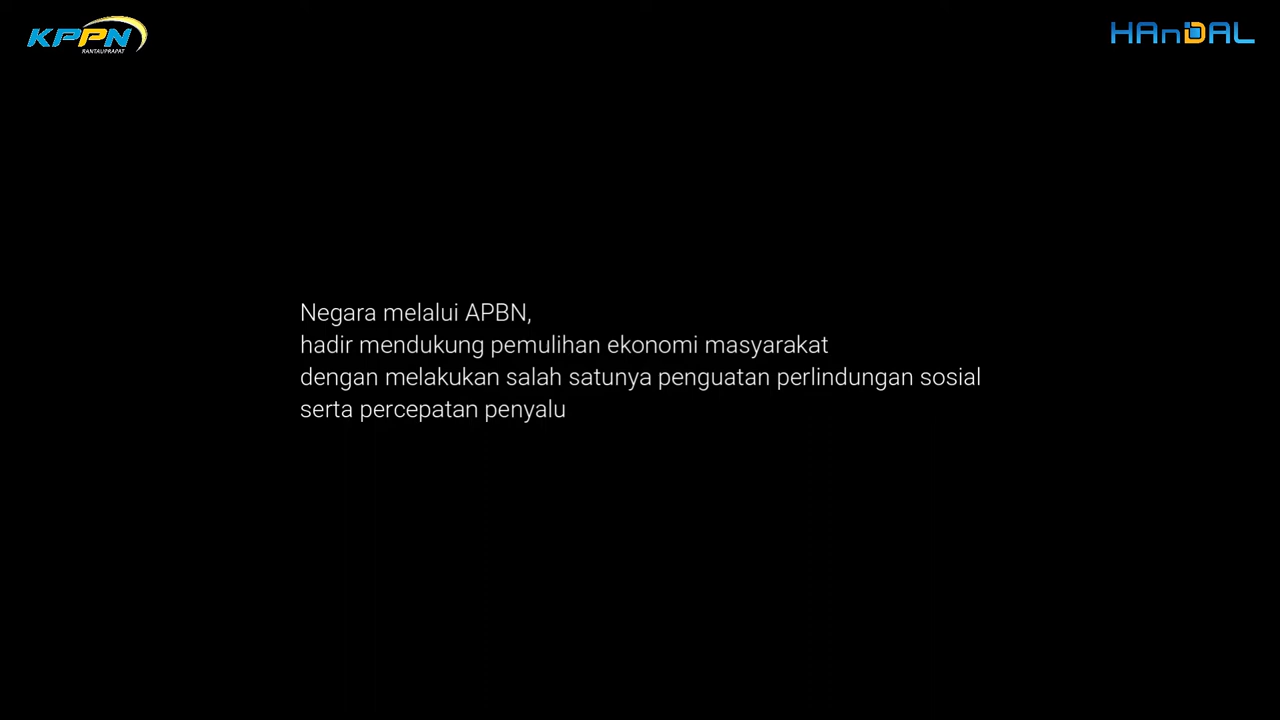 KPPN
RANTAUPRAPAT
HAnDAL
Negara melalui APBN,
hadir mendukung pemulihan ekonomi masyarakat
dengan melakukan salah satunya penguatan perlindungan sosial
serta percepatan penyalu